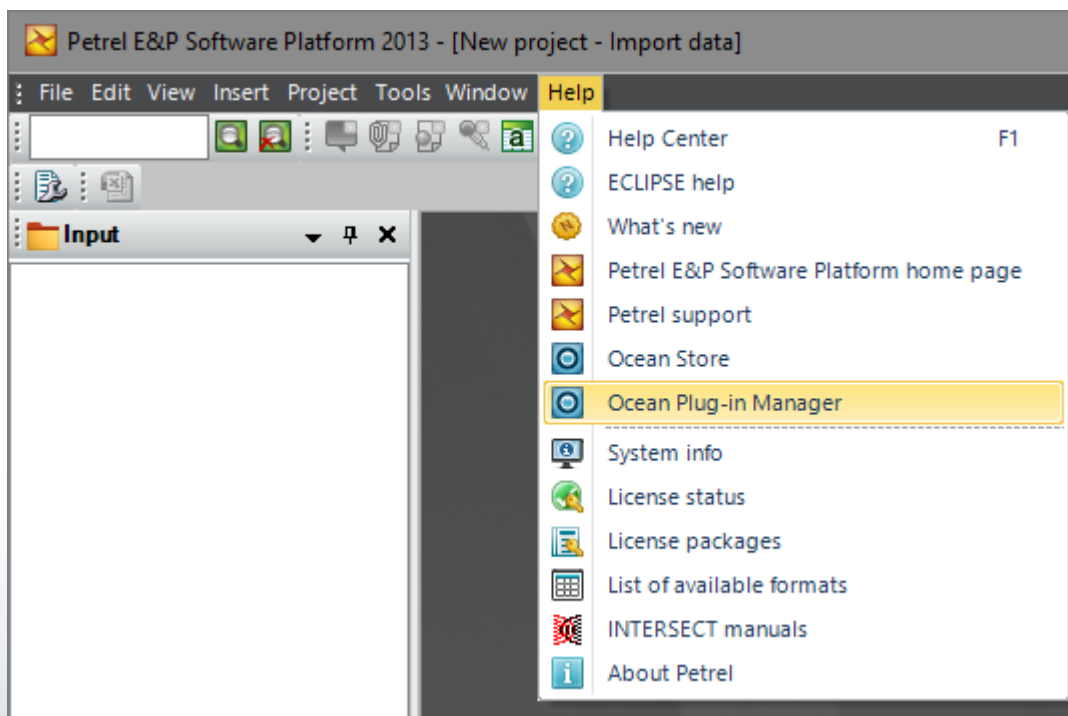 Petrel E&P Software Platform 2013 - [New project - Import data]
File Edit View Insert Project Tools Window Help
a
Help Center F1
ECLIPSE help
What's new
Petrel E&P Software Platform home page
Petrel support
Ocean Store
Ocean Plug-in Manager
System info
License status
License packages
List of available formats
INTERSECT manuals
About Petrel
Input